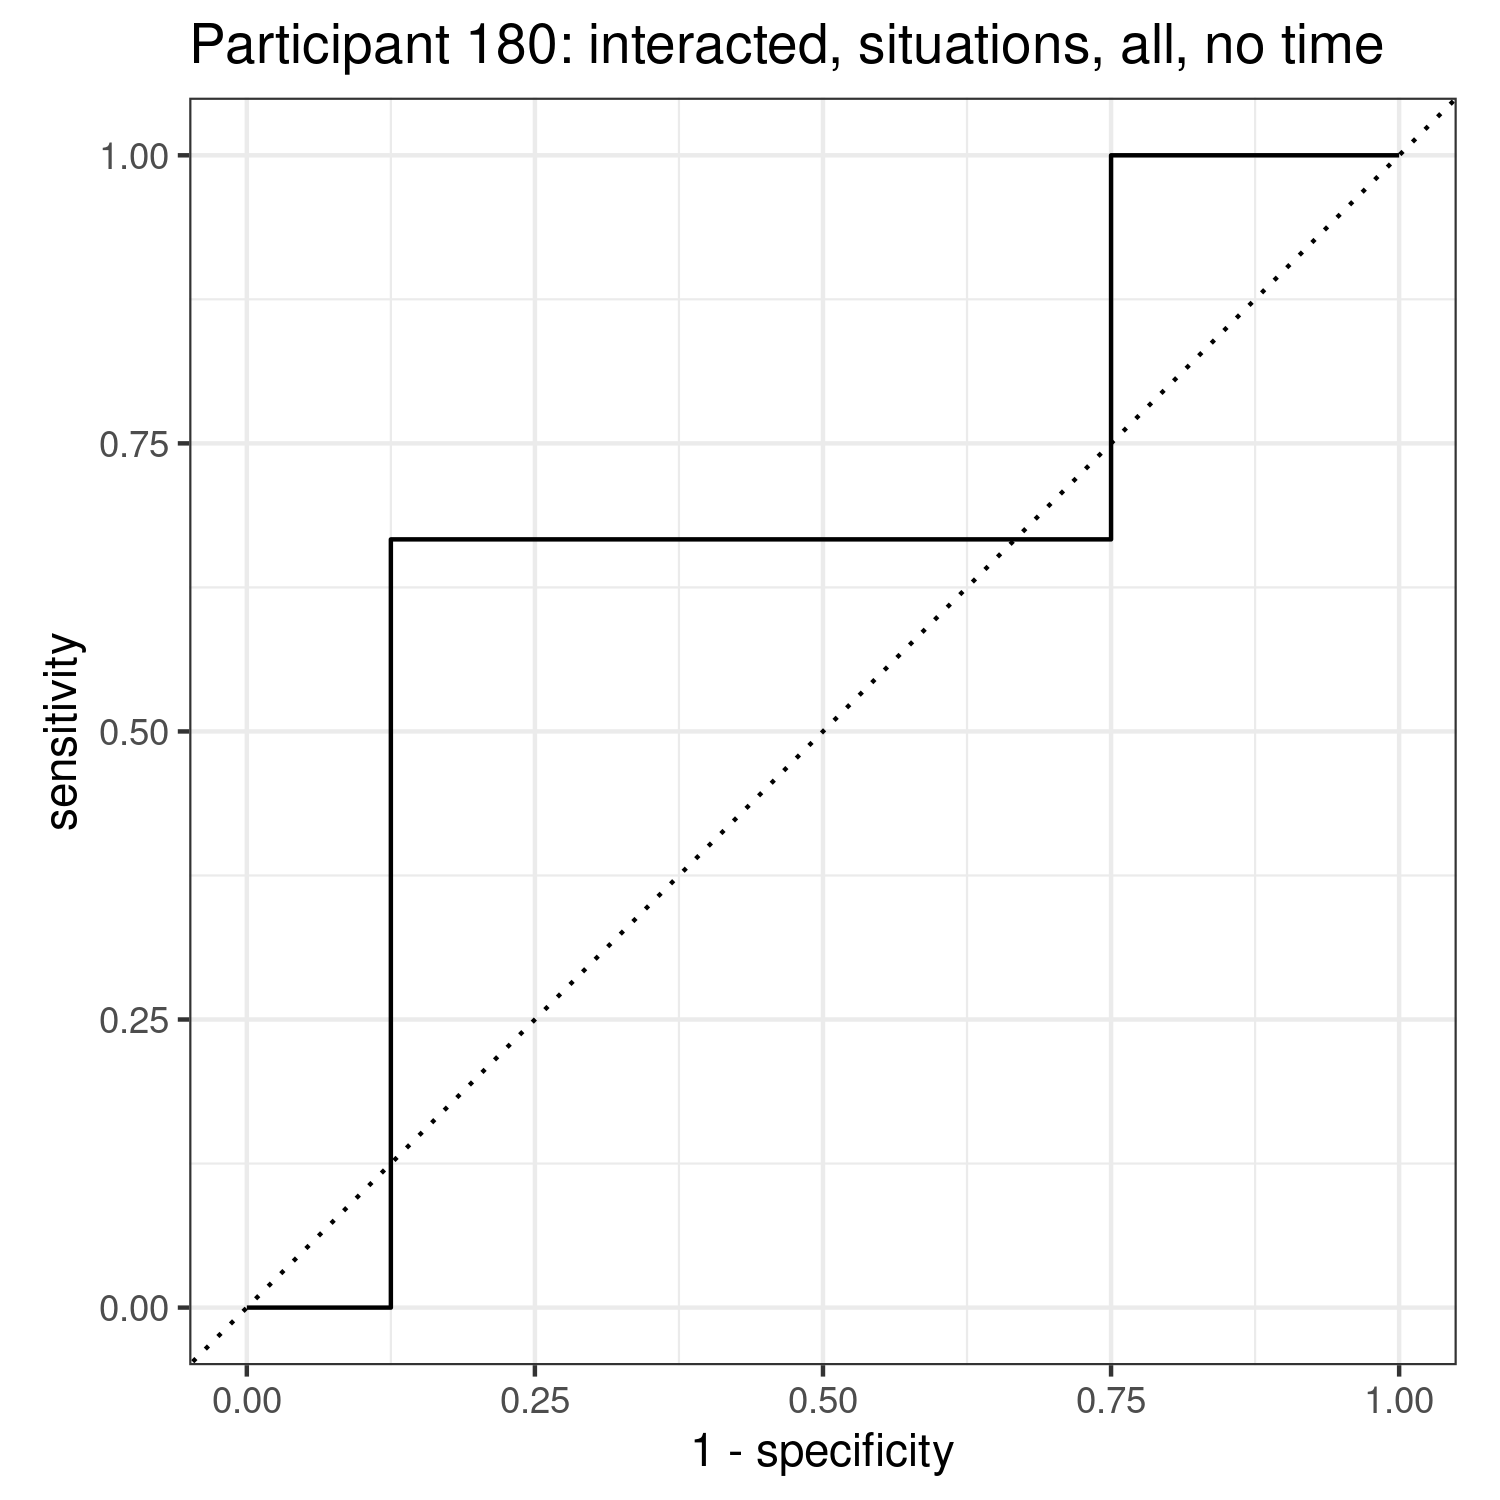 Participant 180: interacted, situations, all, no time
1.00
0.75
0.50
0.25
0.00
sensitivity
0.00 0.25 0.50 0.75 1.00
1 - specificity